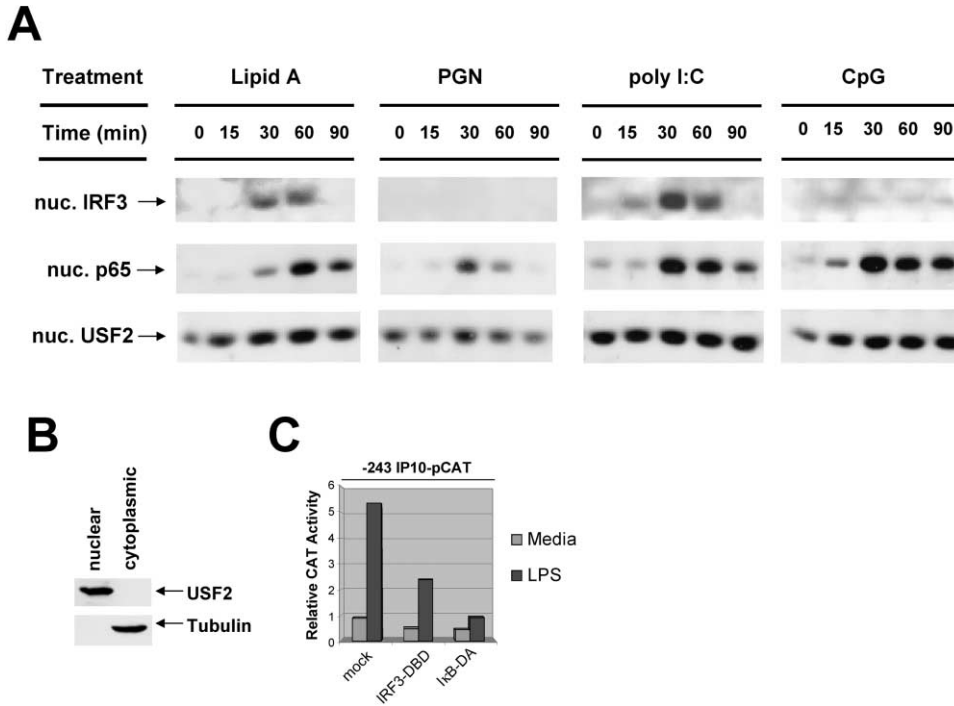 A
Treatment Lipid A PGN poly I:C CpG
Time (min) 0 15 30 60 90 0 15 30 60 90 0 15 30 60 90 0 15 30 60 90
nuc. IRF3
nuc. p65
nuc. USF2
B
nuclear cytoplasmic
USF2
Tubulin
C
-243 IP10-pCAT
Relative CAT Activity
6
5
4
3
2
1
0
mock IRF3-DBD IκB-DA
Media
LPS